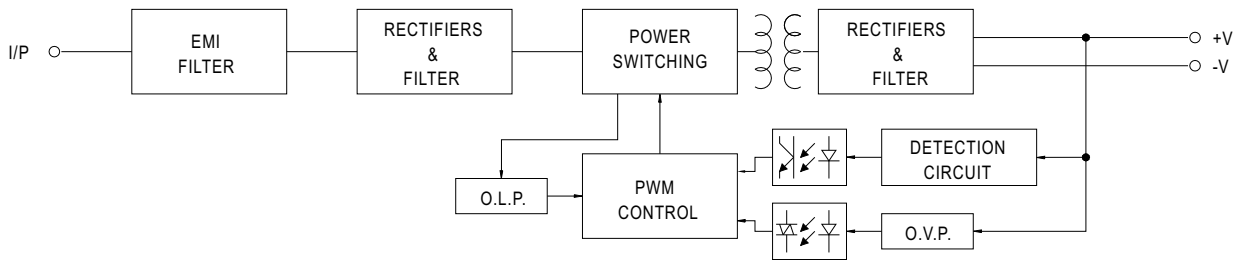 I/P
EMI
FILTER
RECTIFIERS
&
FILTER
POWER
SWITCHING
RECTIFIERS
&
FILTER
+V
-V
O.L.P.
PWM
CONTROL
DETECTION
CIRCUIT
O.V.P.